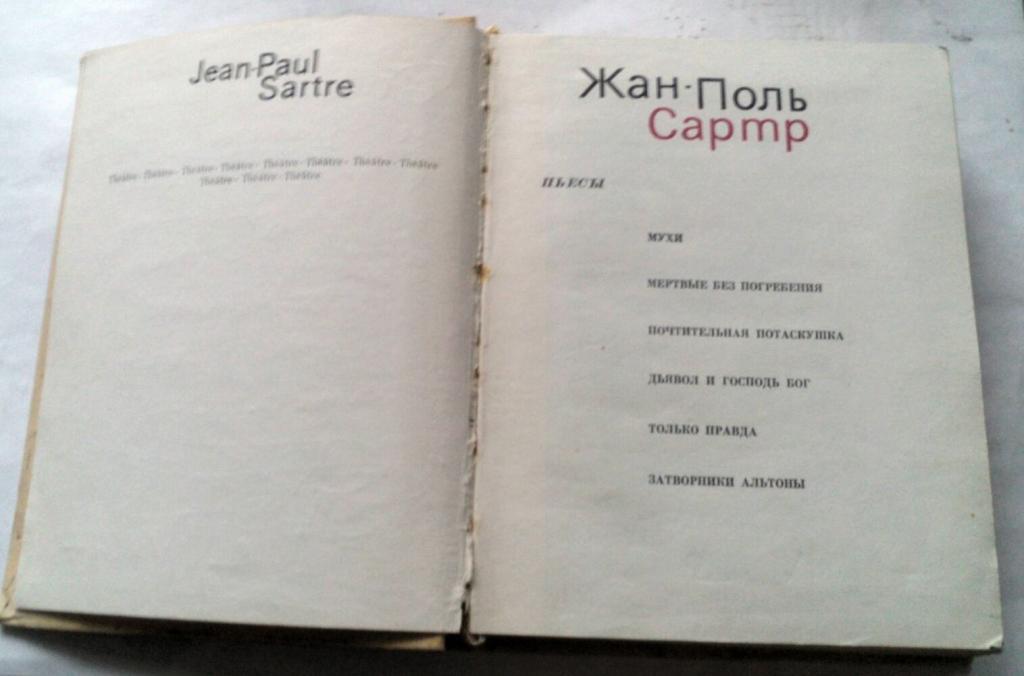 Jean-Paul
Sartre
Théâtre · Théâtre · Théâtre · Théâtre · Théâtre · Théâtre · Théâtre · Théâtre
Théâtre · Théâtre · Théâtre
Жан-Поль
Сартр
ПЬЕСЫ
МУХИ
МЕРТВЫЕ БЕЗ ПОГРЕБЕНИЯ
ПОЧТИТЕЛЬНАЯ ПОТАСКУШКА
ДЬЯВОЛ И ГОСПОДЬ БОГ
ТОЛЬКО ПРАВДА
ЗАТВОРНИКИ АЛЬТОНЫ